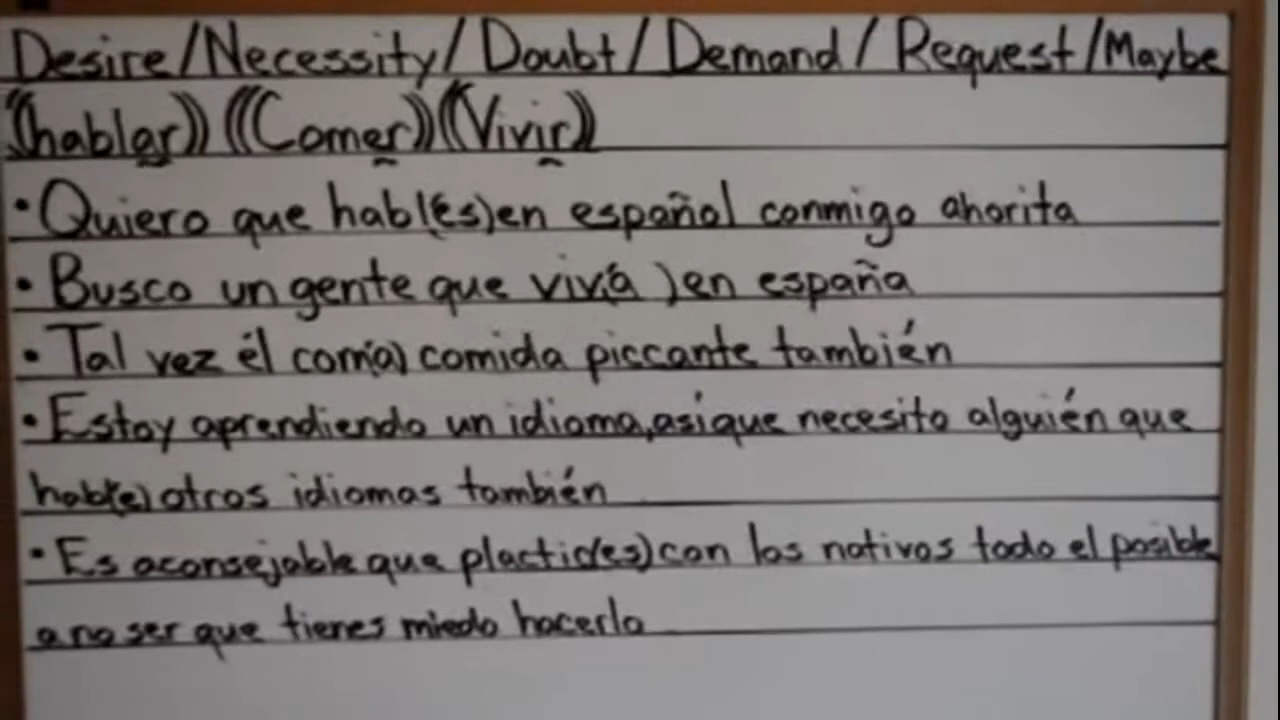 Desire/Necessity/Doubt/Demand/Request/Maybe
((hablar)) ((Comer)) ((Vivir))
• Quiero que habl(es) en español conmigo ahorita
• Busco un gente que viv(a ) en españa
• Tal vez él com(a) comida piccante también
• Estoy aprendiendo un idioma, asi que necesito alguién que
habl(e) otros idiomas también
• Es aconsejable que plactic(es) con los nativos todo el posible
a no ser que tienes miedo hacerlo